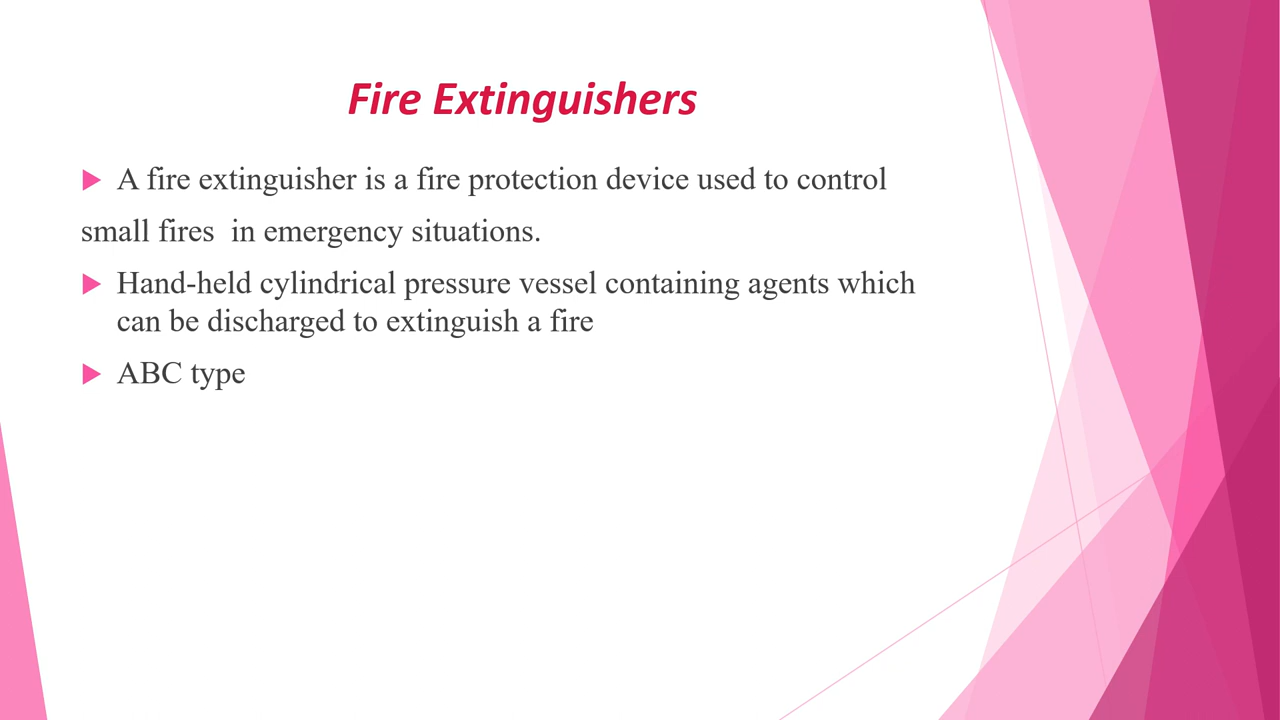 Fire Extinguishers
A fire extinguisher is a fire protection device used to control
small fires  in emergency situations.
Hand-held cylindrical pressure vessel containing agents which
can be discharged to extinguish a fire
ABC type